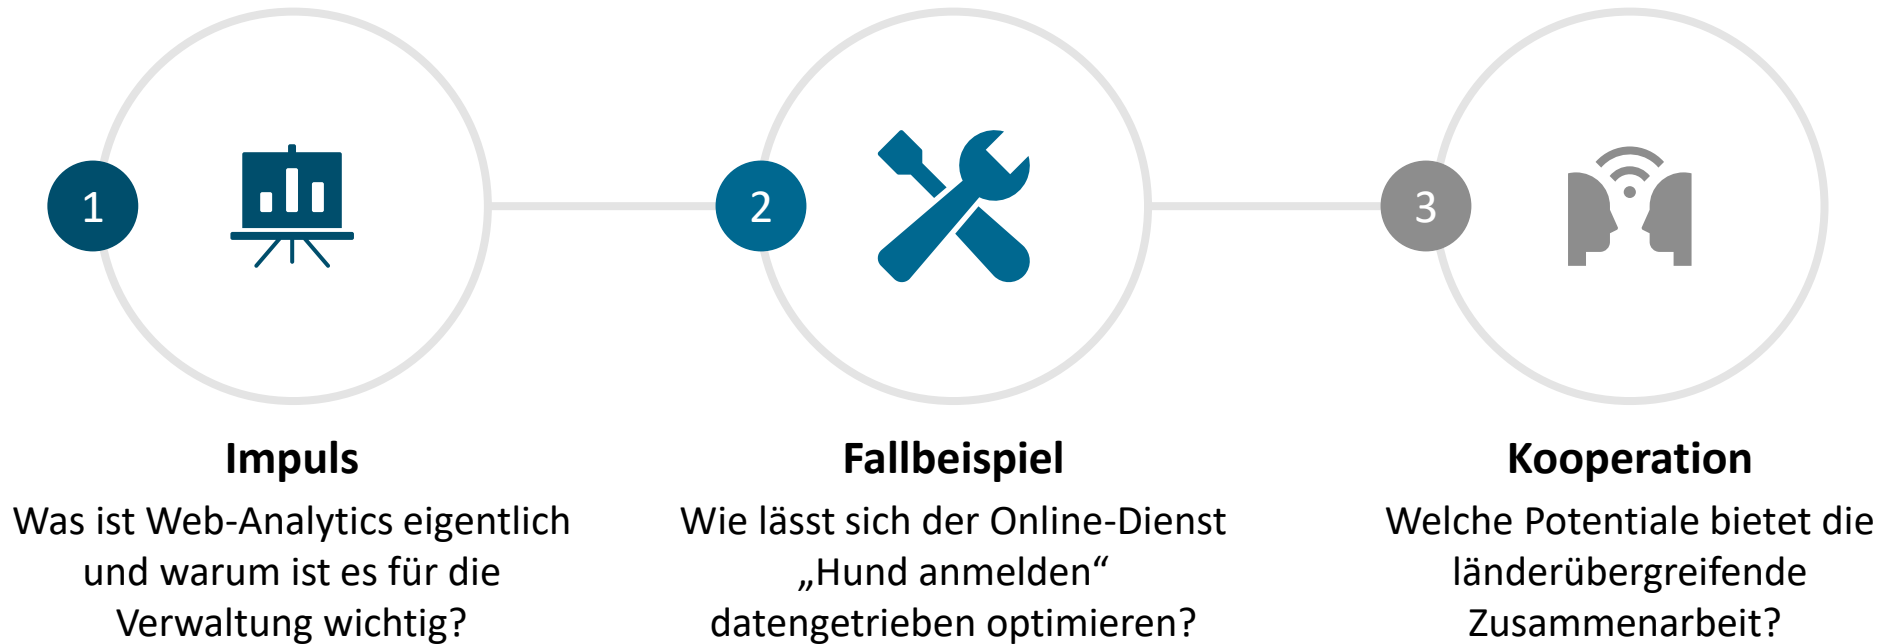 1
Impuls
Was ist Web-Analytics eigentlich
und warum ist es für die
Verwaltung wichtig?
2
Fallbeispiel
Wie lässt sich der Online-Dienst
„Hund anmelden“
datengetrieben optimieren?
3
Kooperation
Welche Potentiale bietet die
länderübergreifende
Zusammenarbeit?